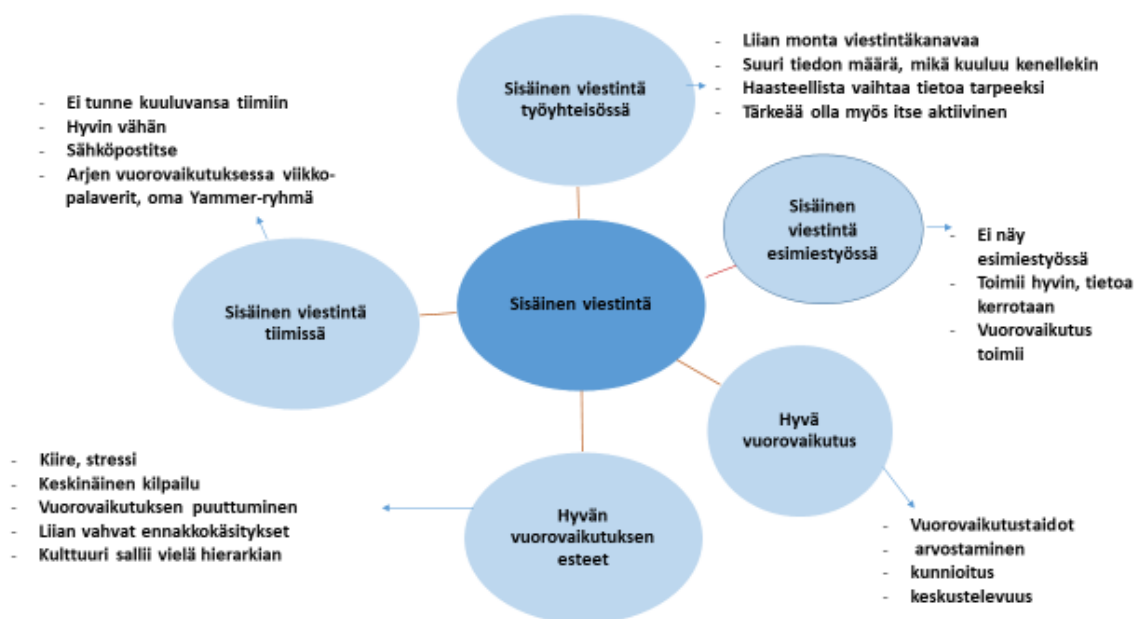 Sisäinen viestintä
työyhteisössä
- Liian monta viestintäkanavaa
- Suuri tiedon määrä, mikä kuuluu kenellekin
- Haasteellista vaihtaa tietoa tarpeeksi
- Tärkeää olla myös itse aktiivinen
- Ei tunne kuuluvansa tiimiin
- Hyvin vähän
- Sähköpostitse
- Arjen vuorovaikutuksessa viikko-
palaverit, oma Yammer-ryhmä
Sisäinen
viestintä
esimiestyössä
- Ei näy
esimiestyössä
- Toimii hyvin, tietoa
kerrotaan
- Vuorovaikutus
toimii
Sisäinen viestintä
Sisäinen viestintä
tiimissä
Hyvä
vuorovaikutus
- Vuorovaikutustaidot
- arvostaminen
- kunnioitus
- keskustelevuus
- Kiire, stressi
- Keskinäinen kilpailu
- Vuorovaikutuksen puuttuminen
- Liian vahvat ennakkokäsitykset
- Kulttuuri sallii vielä hierarkian
Hyvän
vuorovaikutuksen
esteet